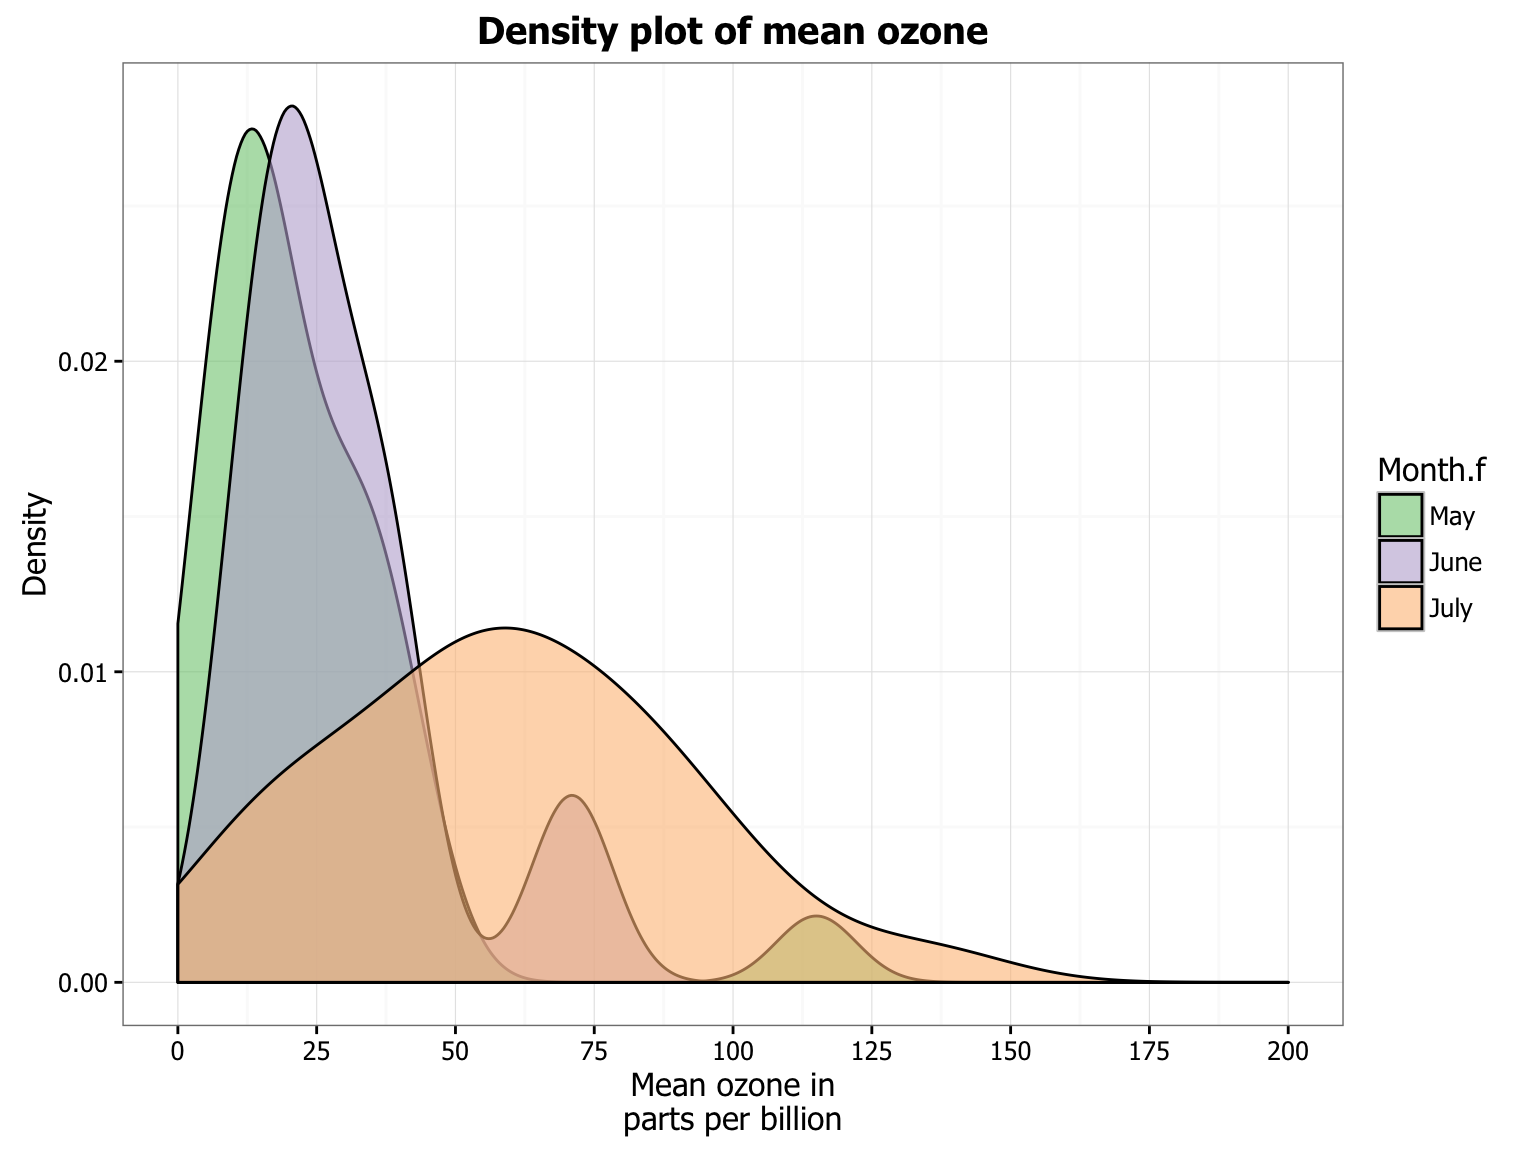 Density plot of mean ozone
Density
0.02
0.01
0.00
0 25 50 75 100 125 150 175 200
Mean ozone in
parts per billion
Month.f
May
June
July